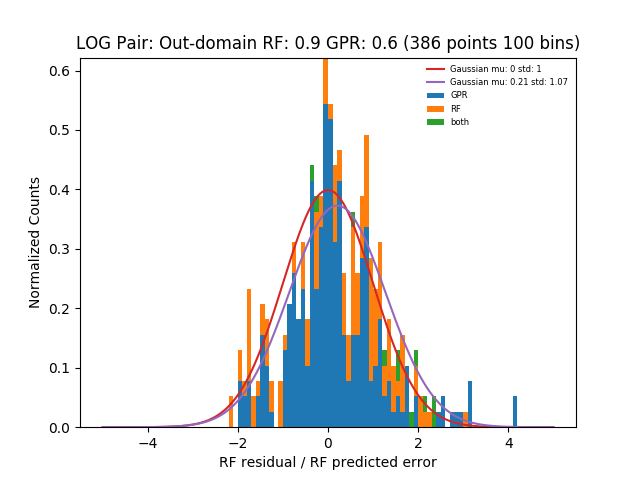 LOG Pair: Out-domain RF: 0.9 GPR: 0.6 (386 points 100 bins)
Gaussian mu: 0 std: 1
Gaussian mu: 0.21 std: 1.07
GPR
RF
both
0.6
0.5
0.4
0.3
0.2
0.1
0.0
Normalized Counts
−4
−2
0
2
4
RF residual / RF predicted error